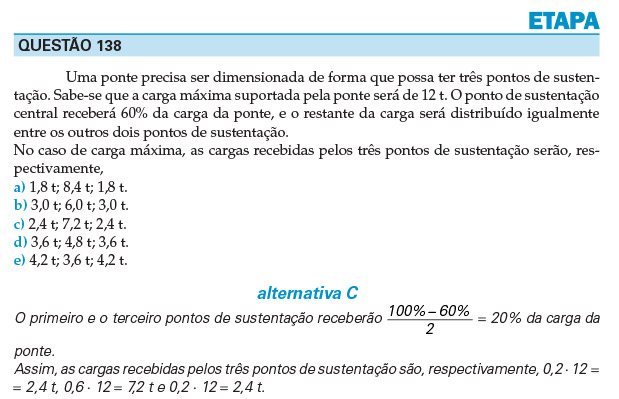 ETAPA
QUESTÃO 138
Uma ponte precisa ser dimensionada de forma que possa ter três pontos de susten-
tação. Sabe-se que a carga máxima suportada pela ponte será de 12 t. O ponto de sustentação
central receberá 60% da carga da ponte, e o restante da carga será distribuído igualmente
entre os outros dois pontos de sustentação.
No caso de carga máxima, as cargas recebidas pelos três pontos de sustentação serão, res-
pectivamente,
a) 1,8 t; 8,4 t; 1,8 t.
b) 3,0 t; 6,0 t; 3,0 t.
c) 2,4 t; 7,2 t; 2,4 t.
d) 3,6 t; 4,8 t; 3,6 t.
e) 4,2 t; 3,6 t; 4,2 t.
alternativa C
O primeiro e o terceiro pontos de sustentação receberão (100% – 60%)/2 = 20% da carga da
ponte.
Assim, as cargas recebidas pelos três pontos de sustentação são, respectivamente, 0,2 · 12 =
= 2,4 t, 0,6 · 12 = 7,2 t e 0,2 · 12 = 2,4 t.